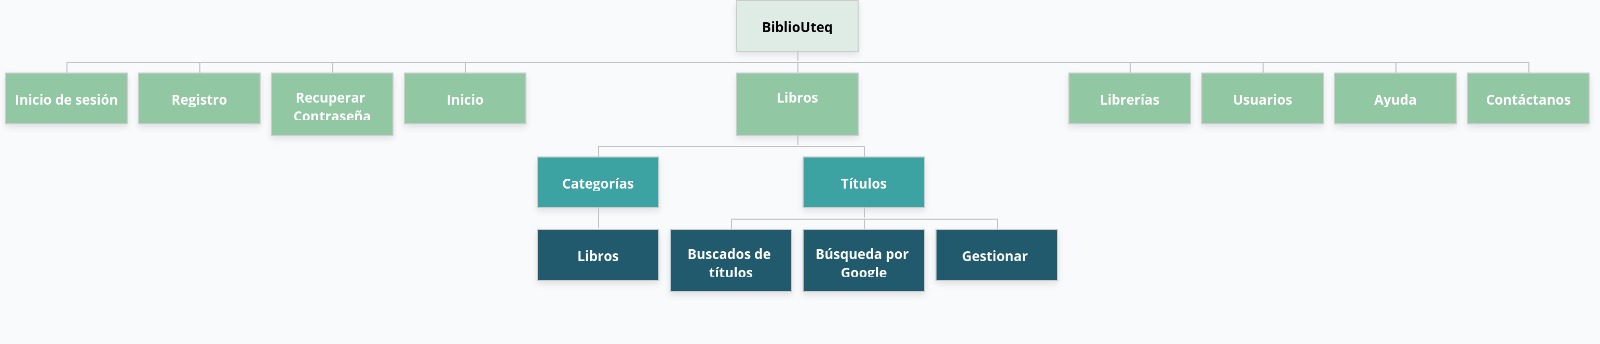 BiblioUteq
Inicio de sesión
Registro
Recuperar
Contraseña
Inicio
Libros
Librerías
Usuarios
Ayuda
Contáctanos
Categorías
Títulos
Libros
Buscados de
títulos
Búsqueda por
Google
Gestionar